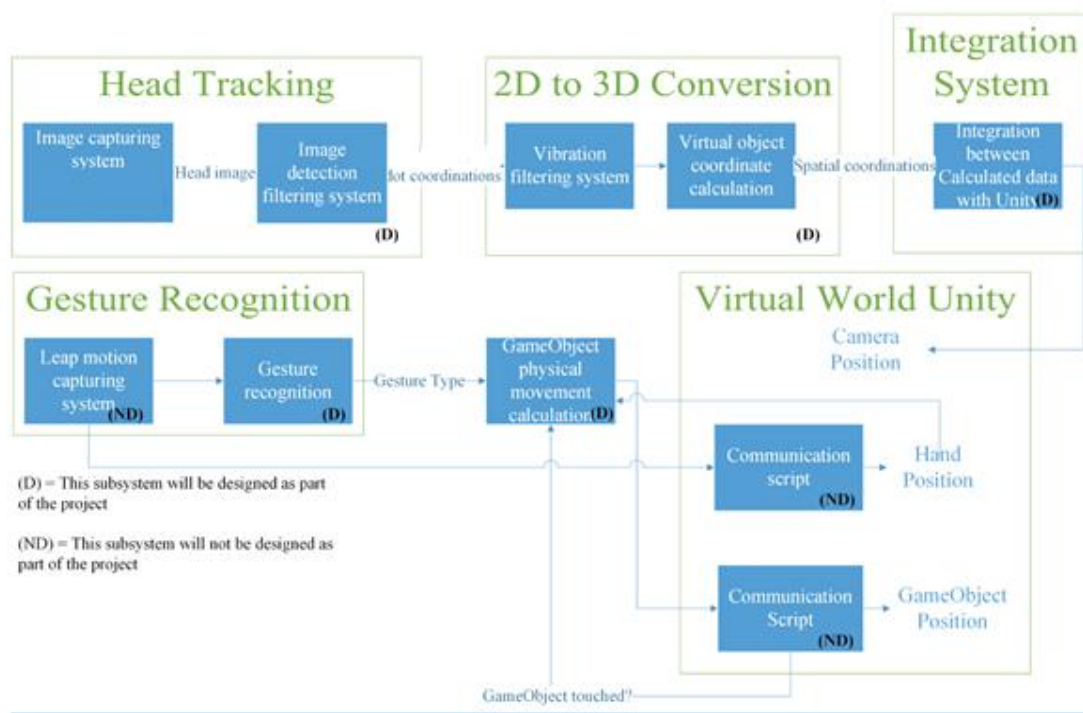 Head Tracking
Image capturing
system
Head image
Image
detection
filtering system
(D)
dot coordinations
2D to 3D Conversion
Vibration
filtering system
Virtual object
coordinate
calculation
(D)
Spatial coordinations
Integration
System
Integration
between
Calculated data
with Unity
(D)
Gesture Recognition
Leap motion
capturing
system
(ND)
Gesture
recognition
(D)
Gesture Type
GameObject
physical
movement
calculation
(D)
Virtual World Unity
Camera
Position
Communication
script
(ND)
Hand
Position
Communication
Script
(ND)
GameObject
Position
GameObject touched?
(D) = This subsystem will be designed as part
of the project
(ND) = This subsystem will not be designed as
part of the project